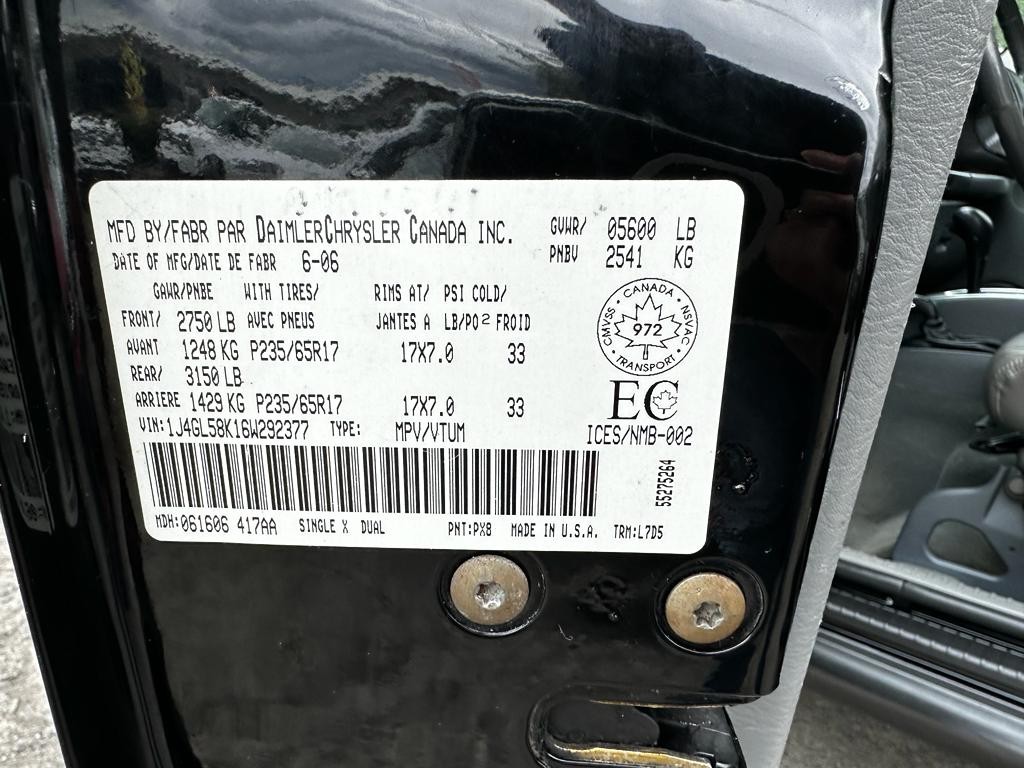 MFD BY/FABR PAR DAIMLERCHRYSLER CANADA INC. GWWR/ 05600 LB
DATE OF MFG/DATE DE FABR 6-06 PNBV 2541 KG
GAWR/PNBE WITH TIRES/ RIMS AT/ PSI COLD/
FRONT/ 2750 LB AVEC PNEUS JANTES A LB/PO² FROID
AVANT 1248 KG P235/65R17 17X7.0 33
REAR/ 3150 LB
ARRIERE 1429 KG P235/65R17 17X7.0 33
VIN:1J4GL58K16W292377 TYPE: MPV/VTUM
CMVSS · CANADA · NSVAC
972
· TRANSPORT ·
EC
ICES/NMB-002
55275264
MDH:061606 417AA SINGLE X DUAL PNT:PX8 MADE IN U.S.A. TRM:L7D5